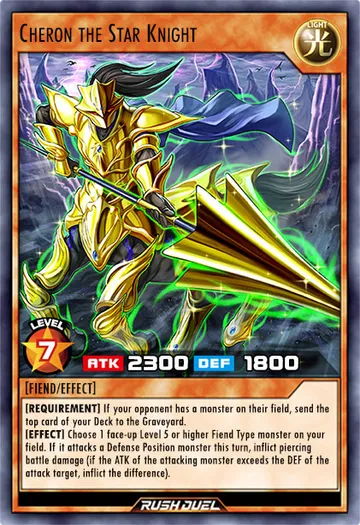 CHERON THE STAR KNIGHT
LIGHT
光
LEVEL
7
ATK 2300 DEF 1800
[FIEND/EFFECT]
[REQUIREMENT] If your opponent has a monster on their field, send the
top card of your Deck to the Graveyard.
[EFFECT] Choose 1 face-up Level 5 or higher Fiend Type monster on your
field. If it attacks a Defense Position monster this turn, inflict piercing
battle damage (if the ATK of the attacking monster exceeds the DEF of the
attack target, inflict the difference).
RUSH DUEL